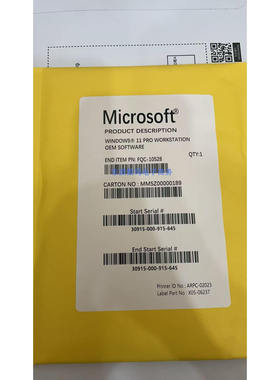 Microsoft®
PRODUCT DESCRIPTION
WINDOWS® 11 PRO WORKSTATION
OEM SOFTWARE
END ITEM PN: FQC-10528
QTY:1
CARTON NO : MMSZ00000189
Start Serial #
30915-000-915-645
End Serial #
30915-000-915-645
Printer ID No : ARPC-02023
Label Part No : X05-06237